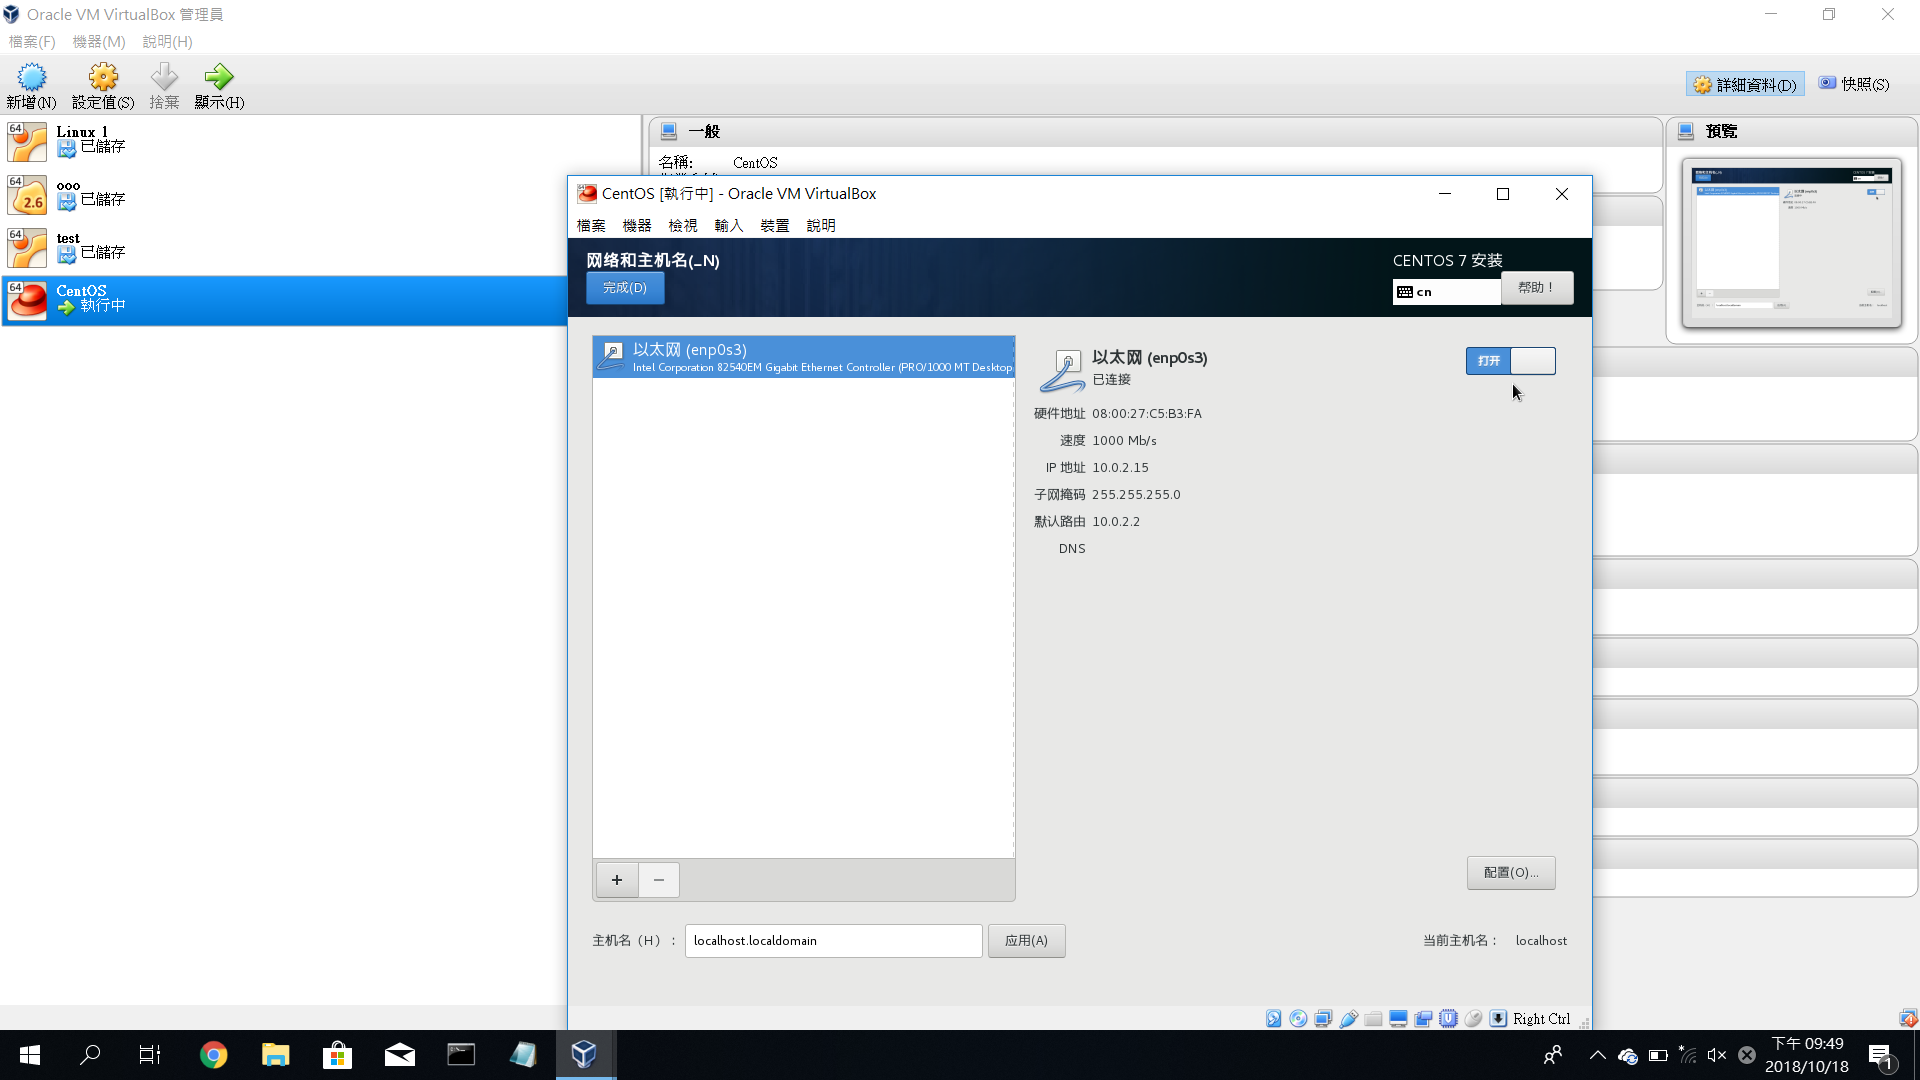 Oracle VM VirtualBox 管理員
檔案(F) 機器(M) 說明(H)
新增(N) 設定值(S) 捨棄 顯示(H)
詳細資料(D) 快照(S)
64 Linux 1
已儲存
64 ooo
2.6 已儲存
64 test
已儲存
64 CentOS
執行中
一般
名稱: CentOS
預覽
CentOS [執行中] - Oracle VM VirtualBox
檔案 機器 檢視 輸入 裝置 說明
网络和主机名(_N)
完成(D)
CENTOS 7 安装
cn
帮助！
以太网 (enp0s3)
Intel Corporation 82540EM Gigabit Ethernet Controller (PRO/1000 MT Desktop
以太网 (enp0s3)
已连接
打开
硬件地址 08:00:27:C5:B3:FA
速度 1000 Mb/s
IP 地址 10.0.2.15
子网掩码 255.255.255.0
默认路由 10.0.2.2
DNS
+ −
配置(O)...
主机名（H）： localhost.localdomain 应用(A)
当前主机名： localhost
Right Ctrl
下午 09:49
2018/10/18
1